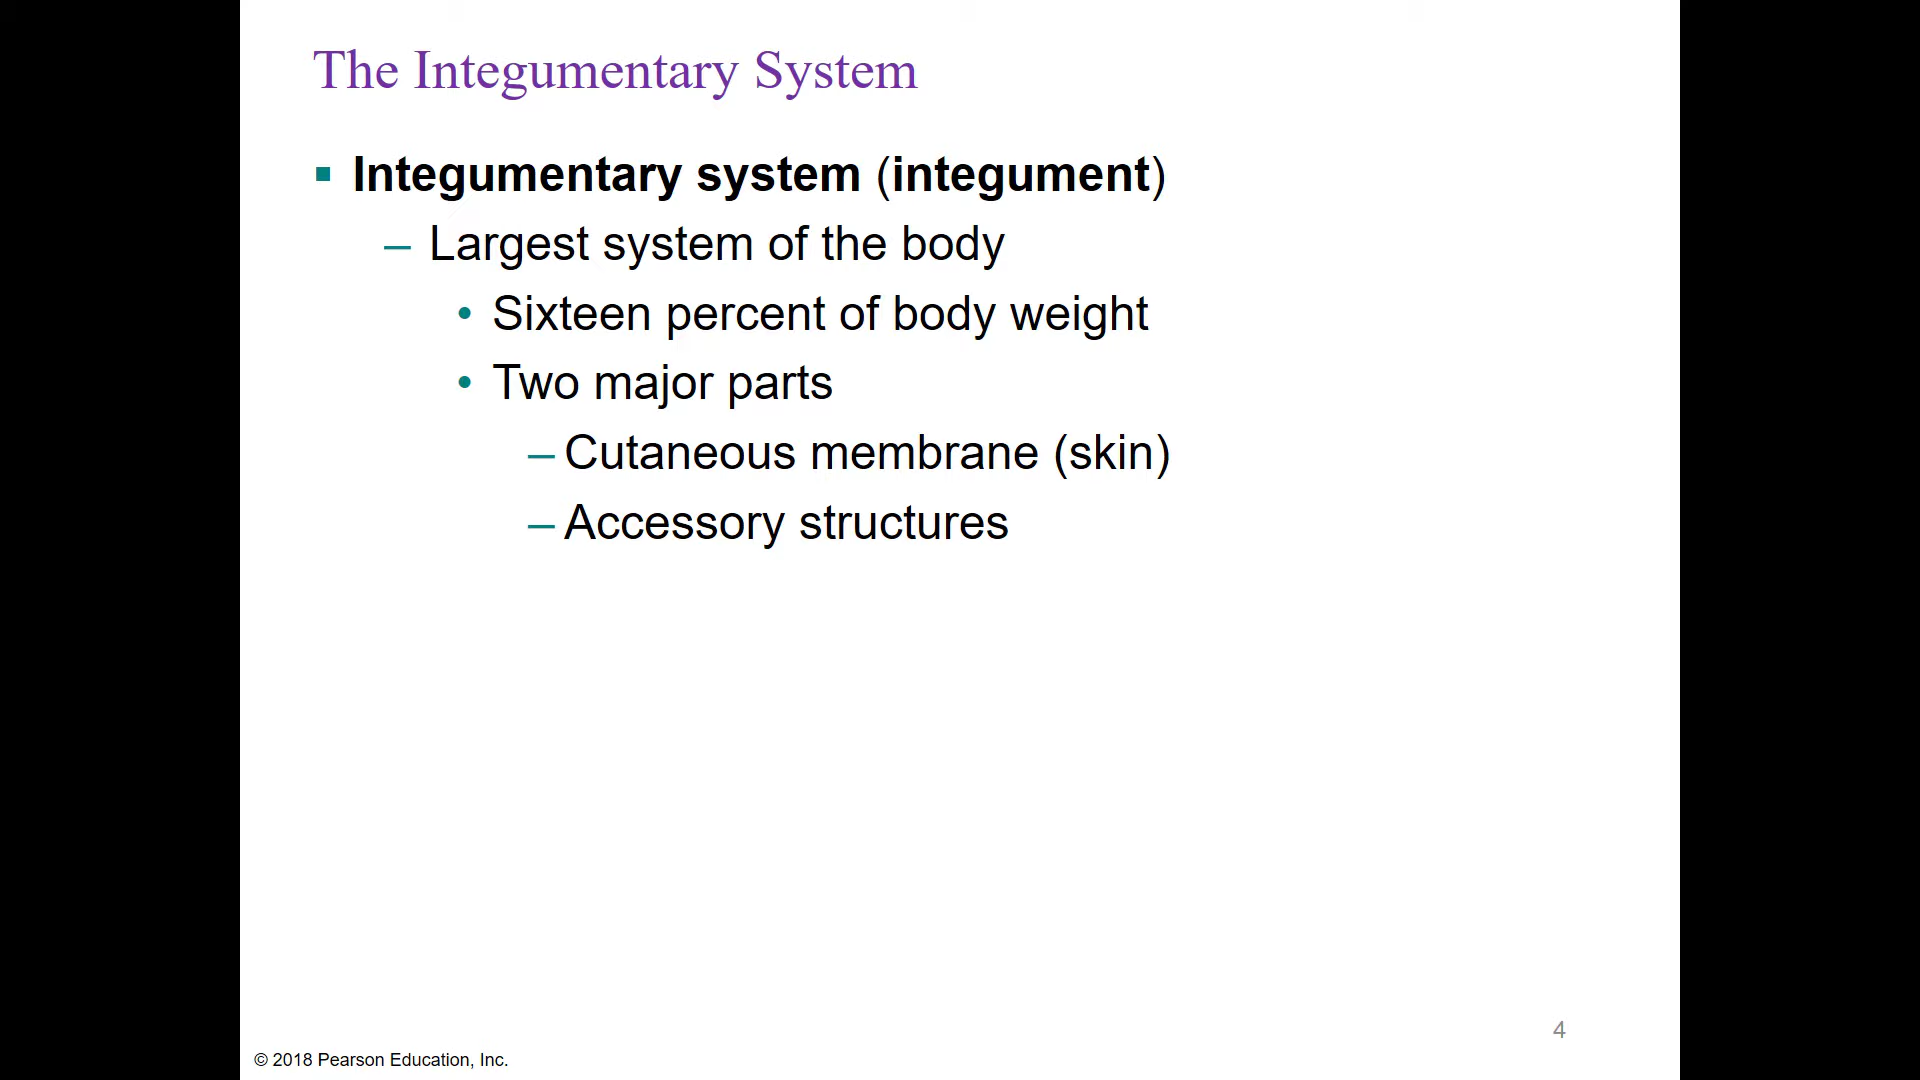 The Integumentary System
▪ Integumentary system (integument)
– Largest system of the body
• Sixteen percent of body weight
• Two major parts
– Cutaneous membrane (skin)
– Accessory structures
4
© 2018 Pearson Education, Inc.